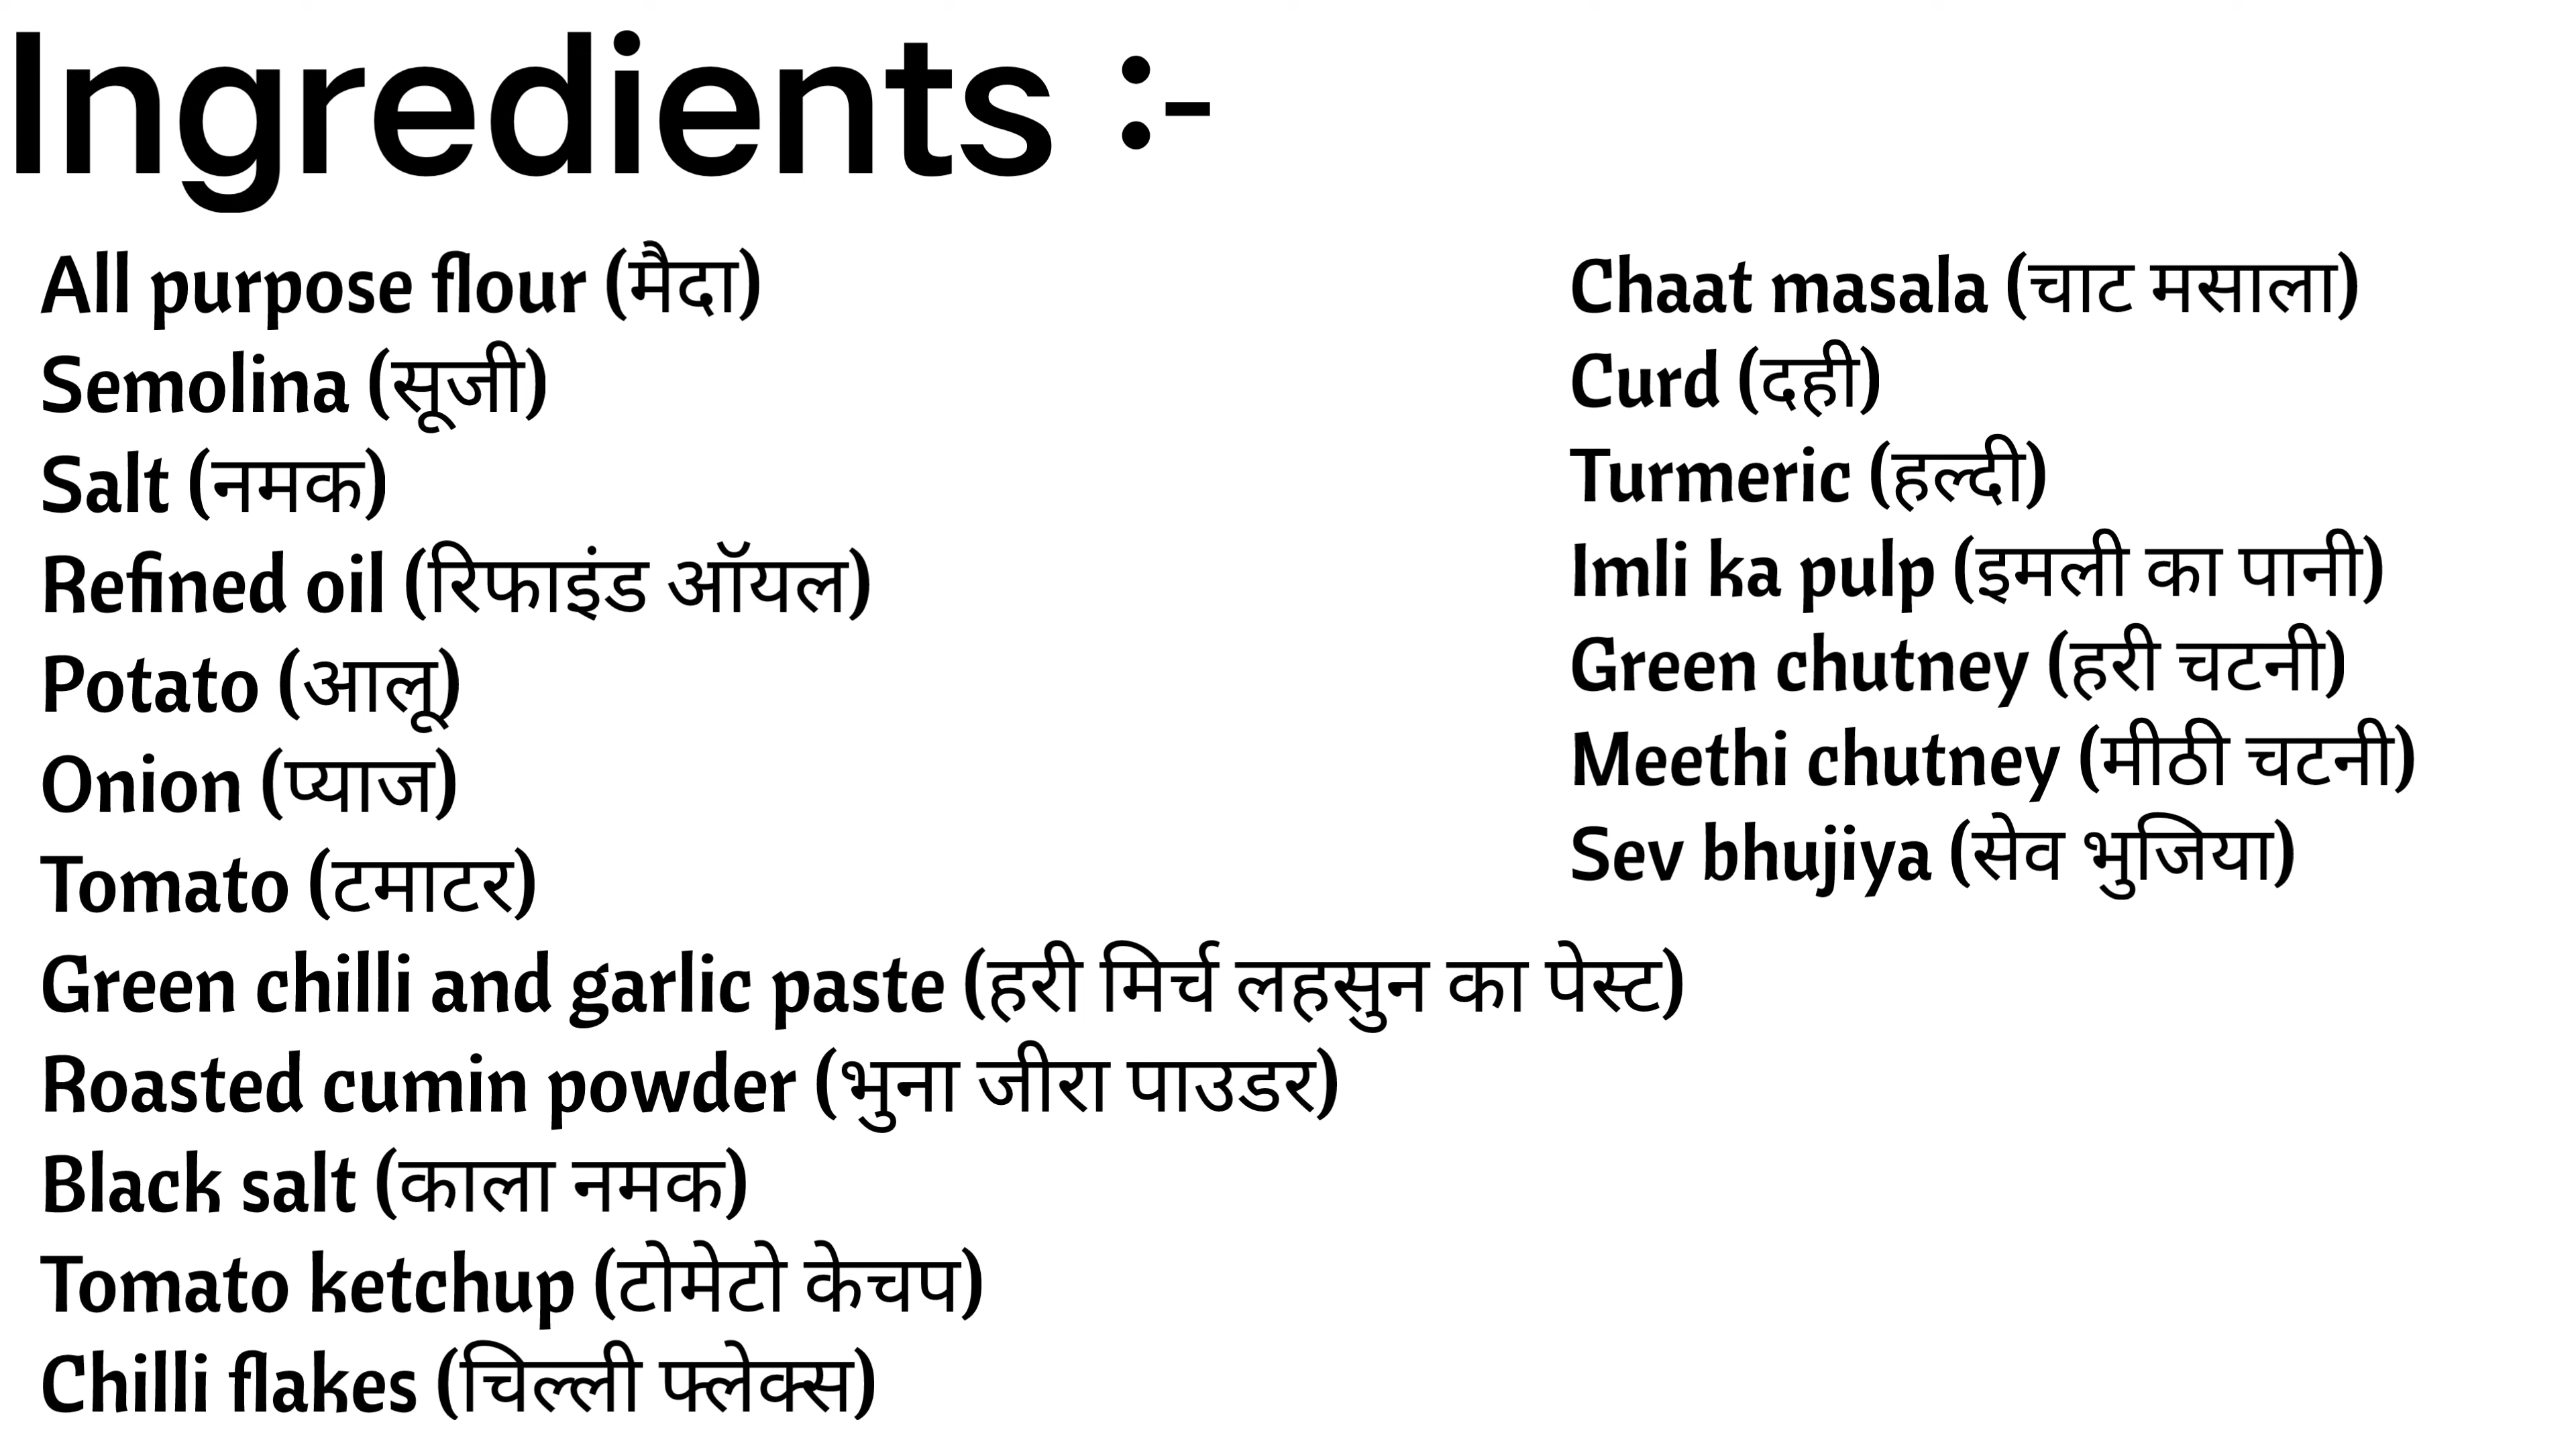 Ingredients :-
All purpose flour (मैदा)
Semolina (सूजी)
Salt (नमक)
Refined oil (रिफाइंड ऑयल)
Potato (आलू)
Onion (प्याज)
Tomato (टमाटर)
Green chilli and garlic paste (हरी मिर्च लहसुन का पेस्ट)
Roasted cumin powder (भुना जीरा पाउडर)
Black salt (काला नमक)
Tomato ketchup (टोमेटो केचप)
Chilli flakes (चिल्ली फ्लेक्स)
Chaat masala (चाट मसाला)
Curd (दही)
Turmeric (हल्दी)
Imli ka pulp (इमली का पानी)
Green chutney (हरी चटनी)
Meethi chutney (मीठी चटनी)
Sev bhujiya (सेव भुजिया)